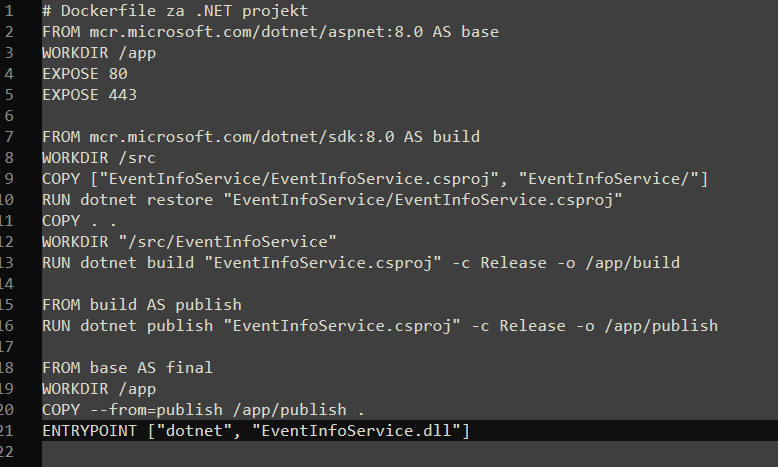 1 # Dockerfile za .NET projekt
2 FROM mcr.microsoft.com/dotnet/aspnet:8.0 AS base
3 WORKDIR /app
4 EXPOSE 80
5 EXPOSE 443
6
7 FROM mcr.microsoft.com/dotnet/sdk:8.0 AS build
8 WORKDIR /src
9 COPY ["EventInfoService/EventInfoService.csproj", "EventInfoService/"]
10 RUN dotnet restore "EventInfoService/EventInfoService.csproj"
11 COPY . .
12 WORKDIR "/src/EventInfoService"
13 RUN dotnet build "EventInfoService.csproj" -c Release -o /app/build
14
15 FROM build AS publish
16 RUN dotnet publish "EventInfoService.csproj" -c Release -o /app/publish
17
18 FROM base AS final
19 WORKDIR /app
20 COPY --from=publish /app/publish .
21 ENTRYPOINT ["dotnet", "EventInfoService.dll"]
22